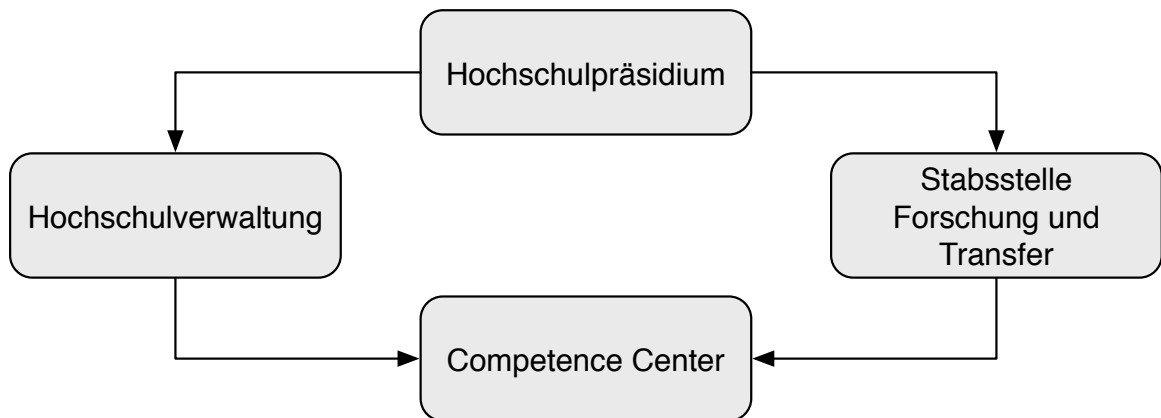 Hochschulpräsidium
Hochschulverwaltung
Stabsstelle
Forschung und
Transfer
Competence Center